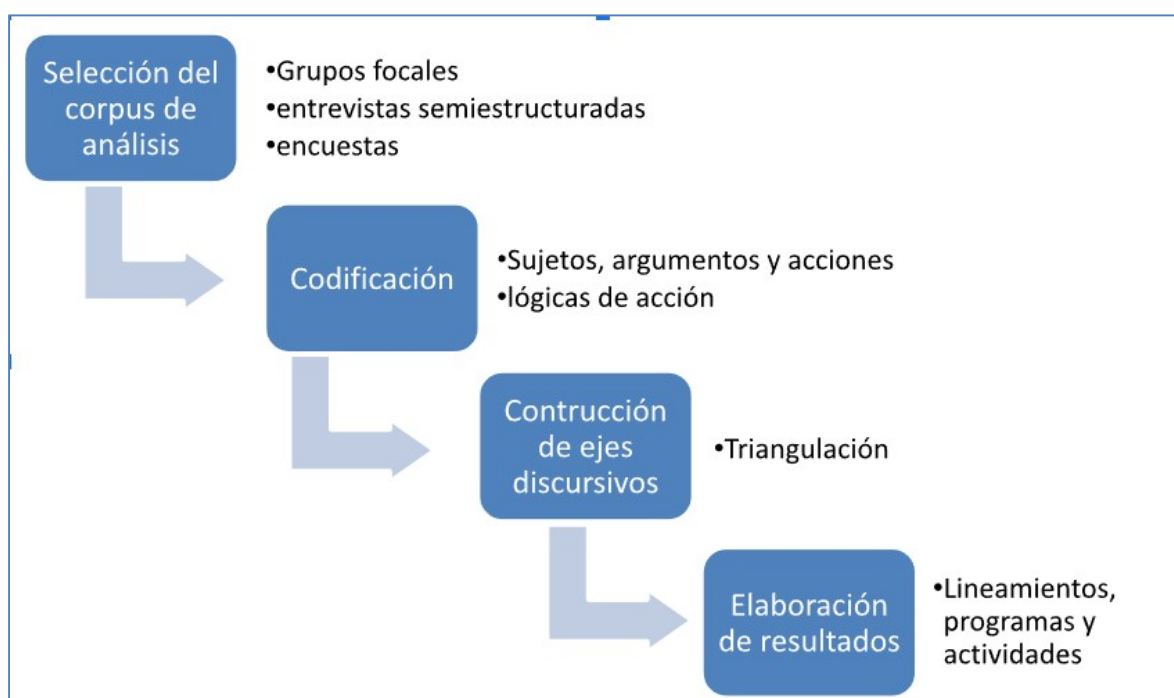 Selección del
corpus de
análisis
•Grupos focales
•entrevistas semiestructuradas
•encuestas
Codificación
•Sujetos, argumentos y acciones
•lógicas de acción
Contrucción
de ejes
discursivos
•Triangulación
Elaboración
de resultados
•Lineamientos,
programas y
actividades